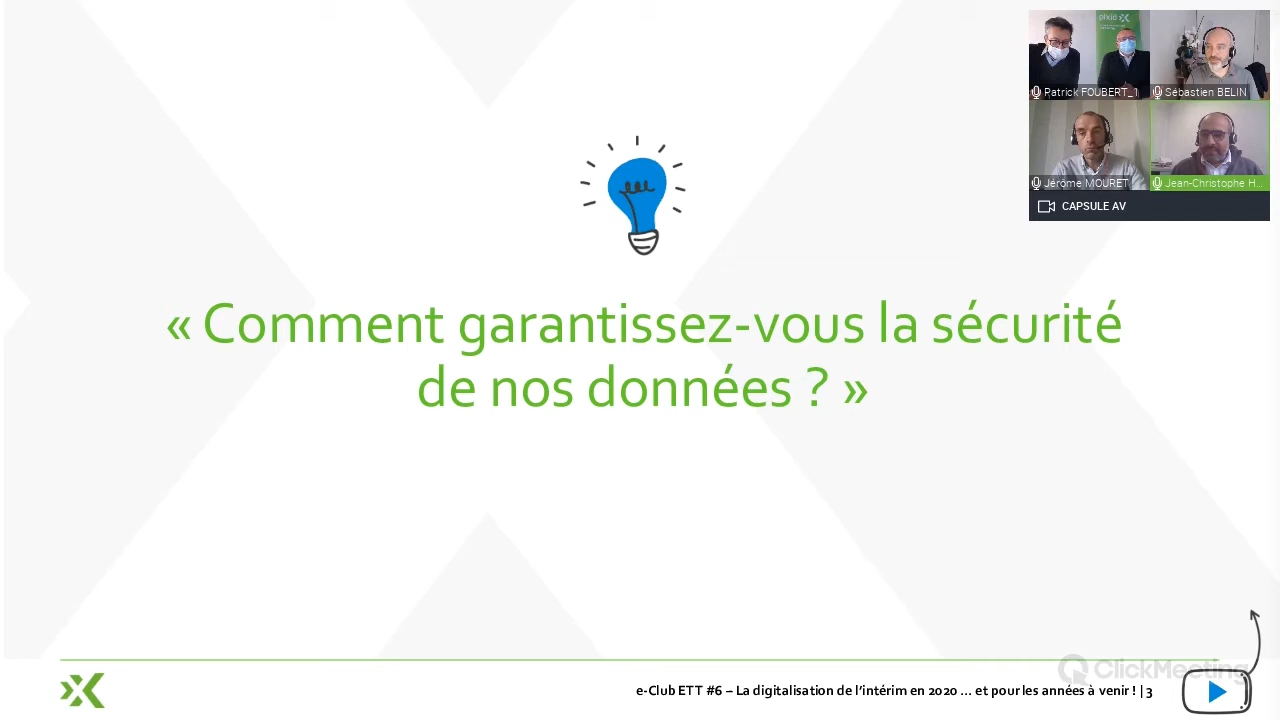 pixid
Patrick FOUBERT_1
Sébastien BELIN
Jérôme MOURET
Jean-Christophe H...
CAPSULE AV
« Comment garantissez-vous la sécurité
de nos données ? »
ClickMeeting
e-Club ETT #6 – La digitalisation de l'intérim en 2020 ... et pour les années à venir ! | 3